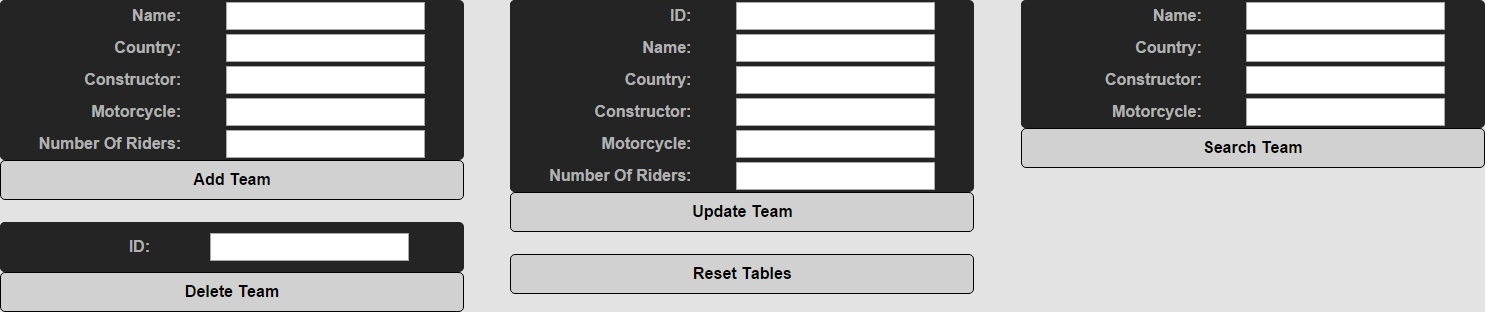 Name:
Country:
Constructor:
Motorcycle:
Number Of Riders:
Add Team
ID:
Delete Team
ID:
Name:
Country:
Constructor:
Motorcycle:
Number Of Riders:
Update Team
Reset Tables
Name:
Country:
Constructor:
Motorcycle:
Search Team